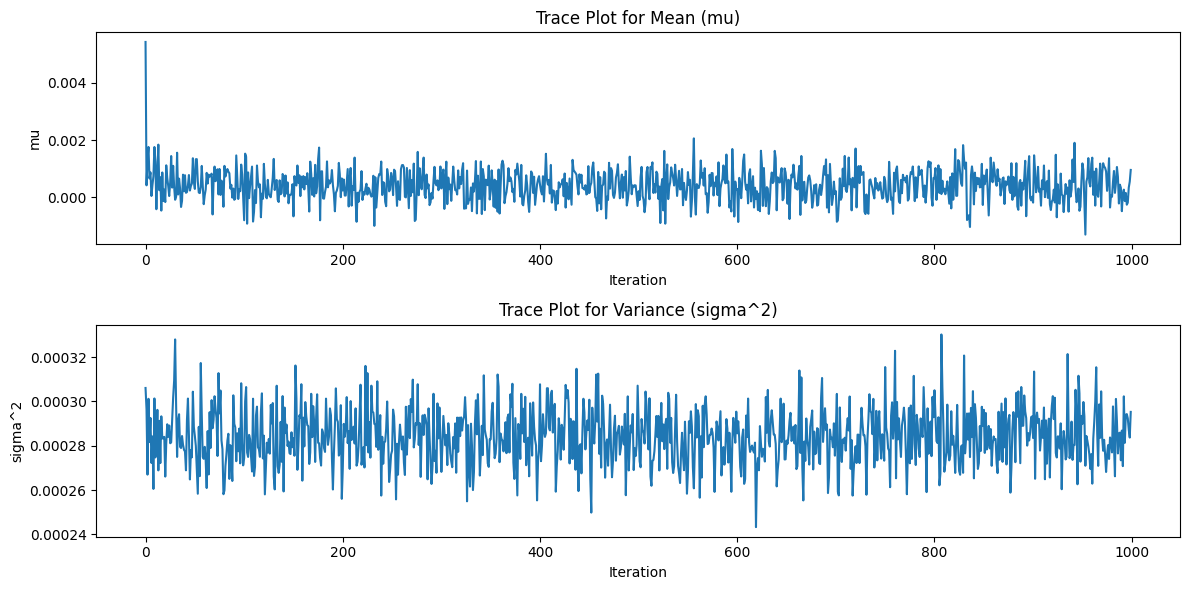 Trace Plot for Mean (mu)
mu
0.004
0.002
0.000
0 200 400 600 800 1000
Iteration
Trace Plot for Variance (sigma^2)
sigma^2
0.00032
0.00030
0.00028
0.00026
0.00024
0 200 400 600 800 1000
Iteration